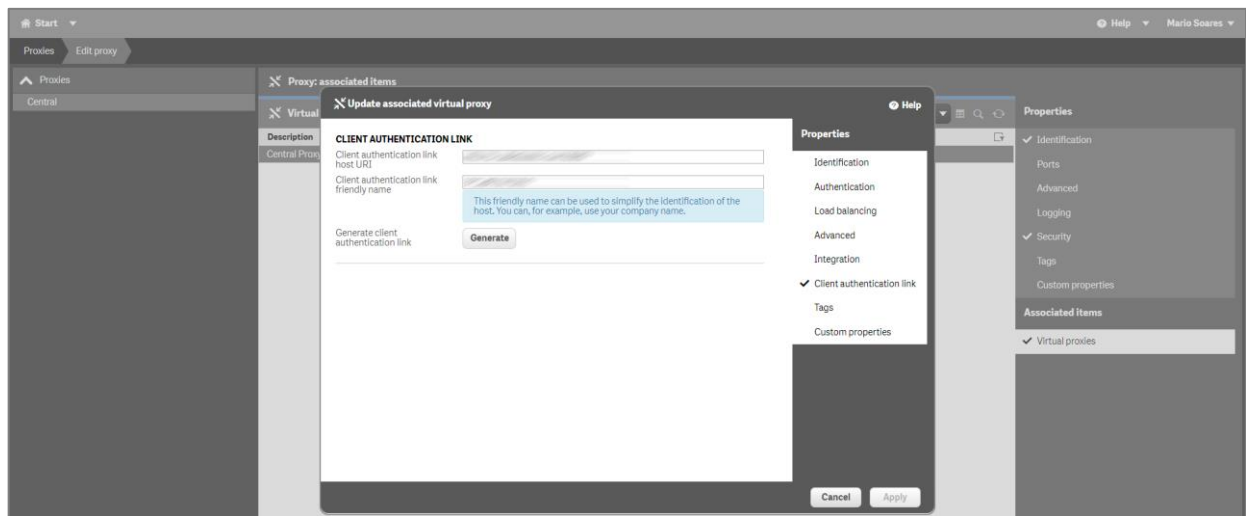 Start
Help
Mario Soares
Proxies
Edit proxy
Proxies
Central
Proxy: associated items
Virtual
Description
Central Proxy
Update associated virtual proxy
Help
CLIENT AUTHENTICATION LINK
Client authentication link
host URI
Client authentication link
friendly name
This friendly name can be used to simplify the identification of the
host. You can, for example, use your company name.
Generate client
authentication link
Generate
Properties
Identification
Authentication
Load balancing
Advanced
Integration
Client authentication link
Tags
Custom properties
Cancel
Apply
Properties
Identification
Ports
Advanced
Logging
Security
Tags
Custom properties
Associated items
Virtual proxies